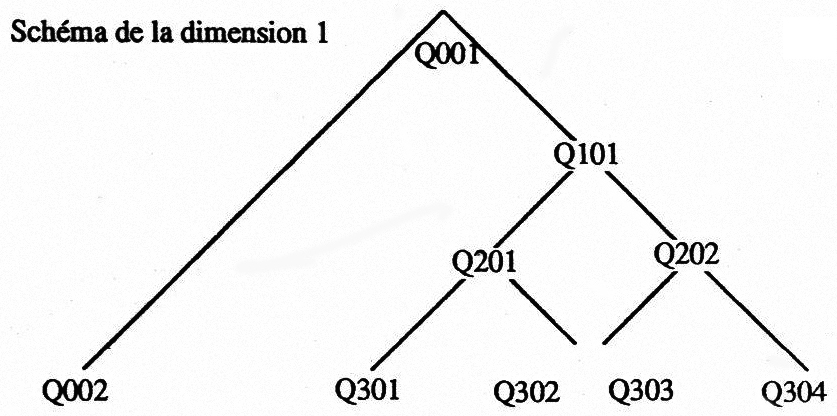 Schéma de la dimension 1
Q001
Q101
Q201 Q202
Q002 Q301 Q302 Q303 Q304